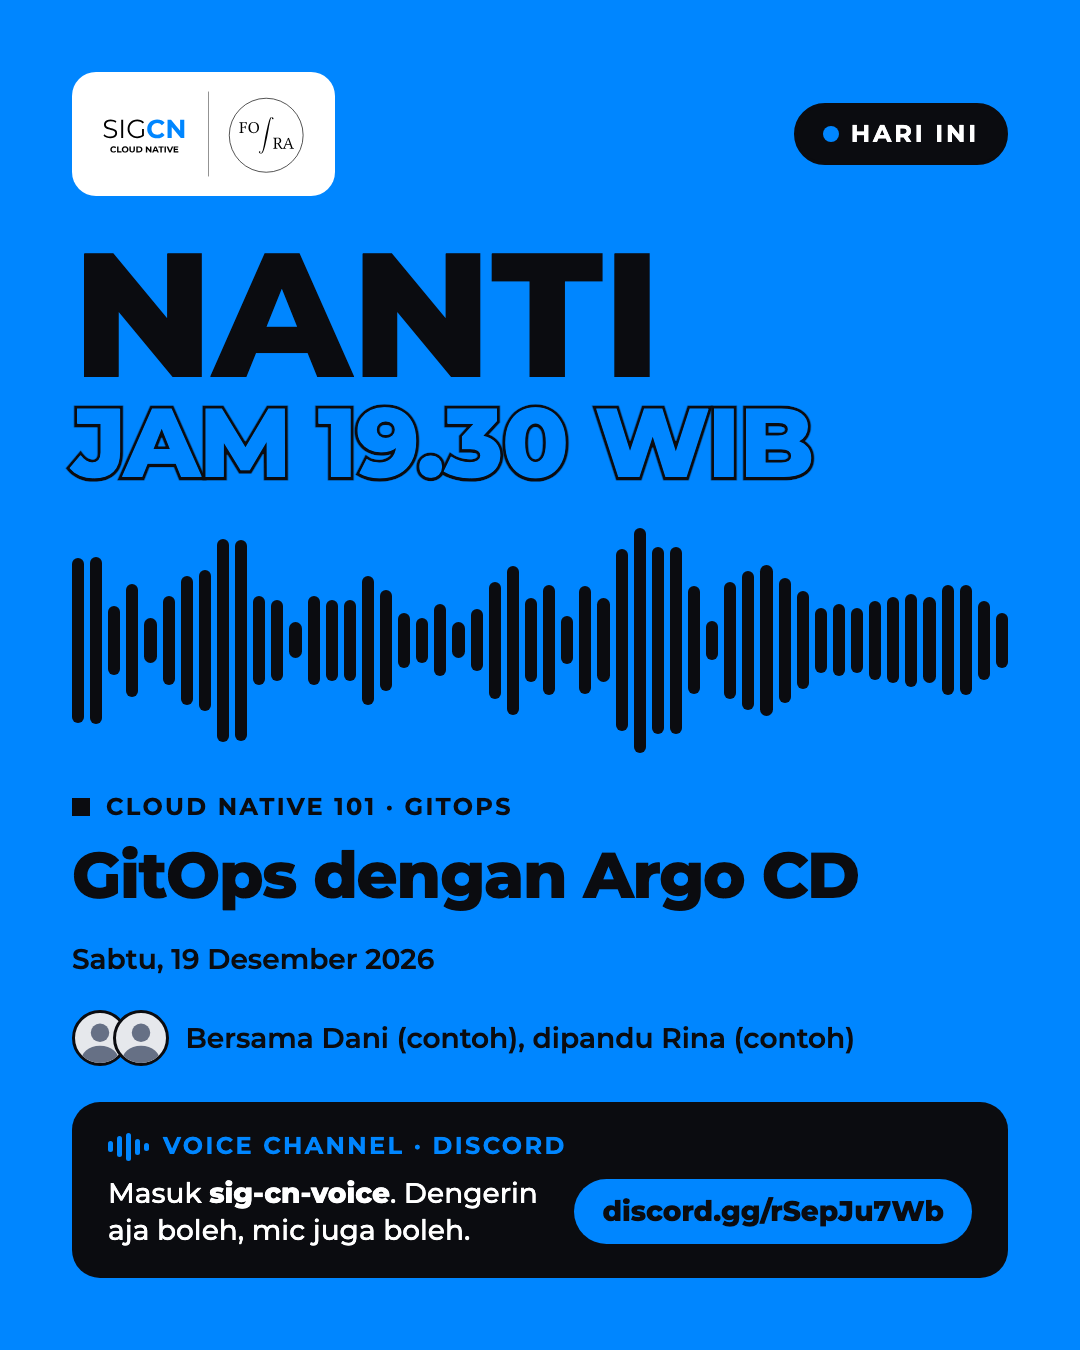 SIGCN
CLOUD NATIVE
FO
RA
HARI INI
NANTI
JAM 19.30 WIB
CLOUD NATIVE 101 · GITOPS
GitOps dengan Argo CD
Sabtu, 19 Desember 2026
Bersama Dani (contoh), dipandu Rina (contoh)
VOICE CHANNEL · DISCORD
Masuk sig-cn-voice. Dengerin
aja boleh, mic juga boleh.
discord.gg/rSepJu7Wb